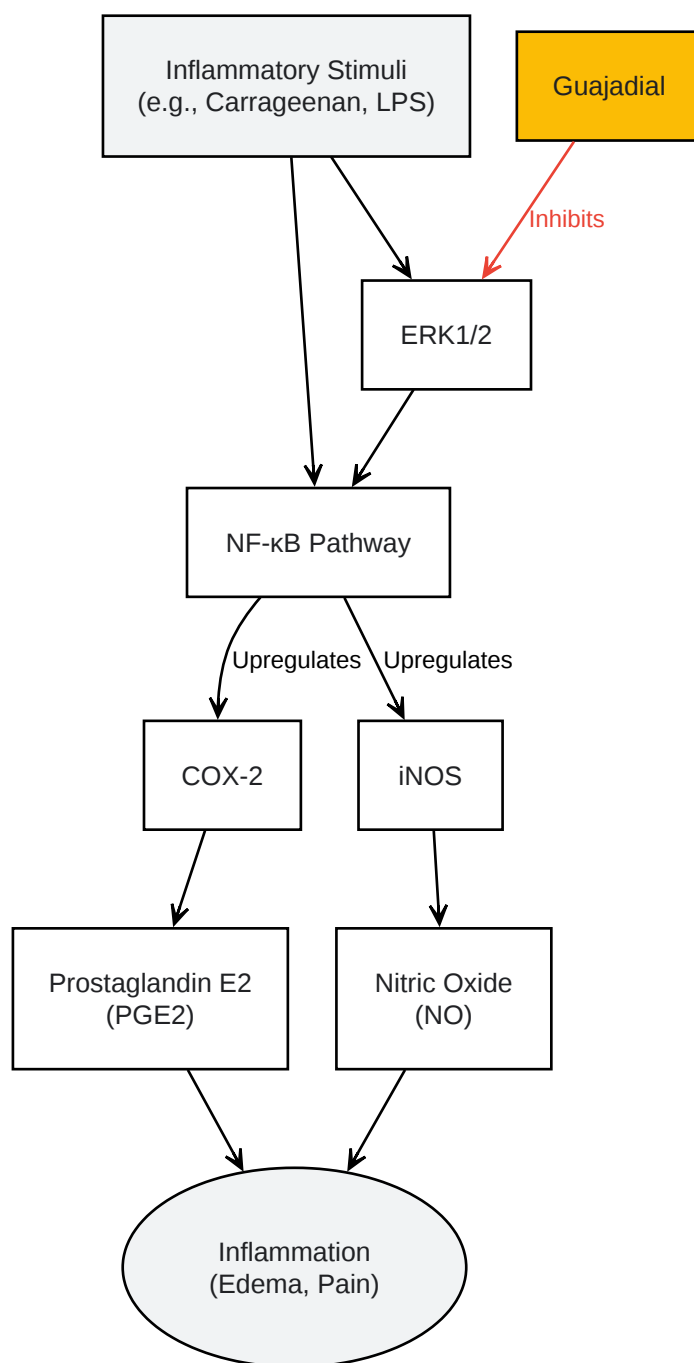 Inflammatory Stimuli
(e.g., Carrageenan, LPS)
Guajadial
Inhibits
ERK1/2
NF-κB Pathway
Upregulates
Upregulates
COX-2
iNOS
Prostaglandin E2
(PGE2)
Nitric Oxide
(NO)
Inflammation
(Edema, Pain)